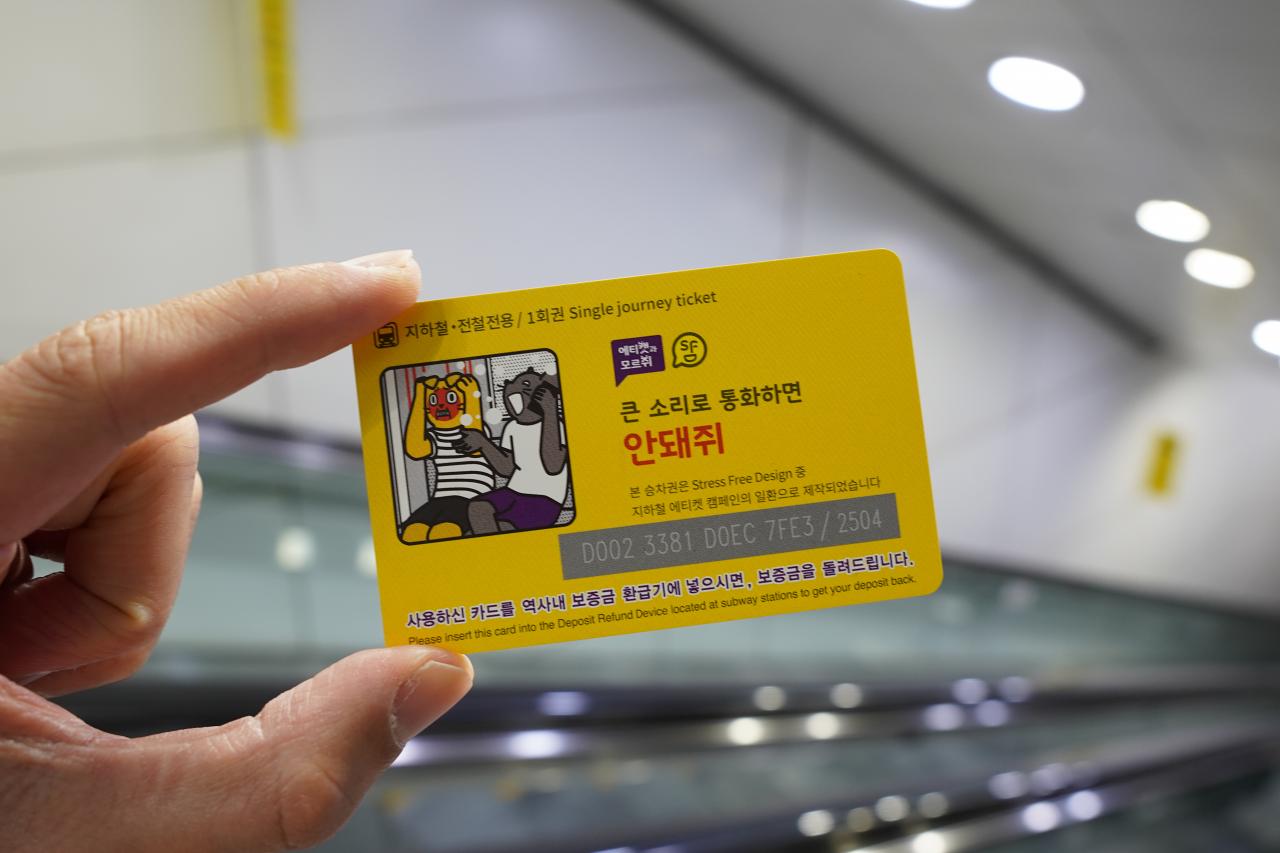 지하철•전철전용 / 1회권 Single journey ticket
에티켓과
모르쥐
SF
큰 소리로 통화하면
안돼쥐
본 승차권은 Stress Free Design 중
지하철 에티켓 캠페인의 일환으로 제작되었습니다
D002 3381 D0EC 7FE3 / 2504
사용하신 카드를 역사내 보증금 환급기에 넣으시면, 보증금을 돌려드립니다.
Please insert this card into the Deposit Refund Device located at subway stations to get your deposit back.